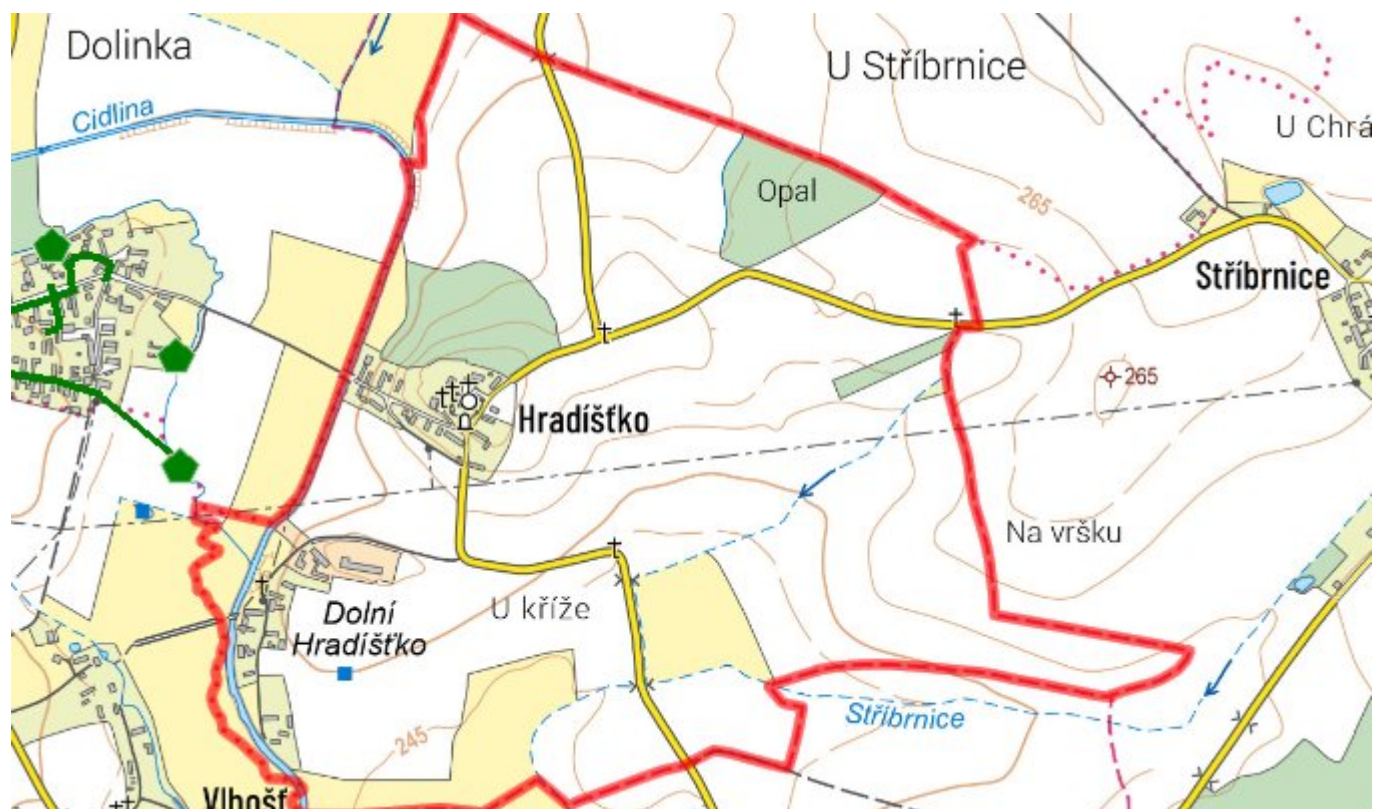 Dolinka
U Stříbrnice
Cidlina
U Chrá
Opal
265
Stříbrnice
265
Hradíšťko
Na vršku
U kříže
Dolní
Hradíšťko
Stříbrnice
245
Vlhošť